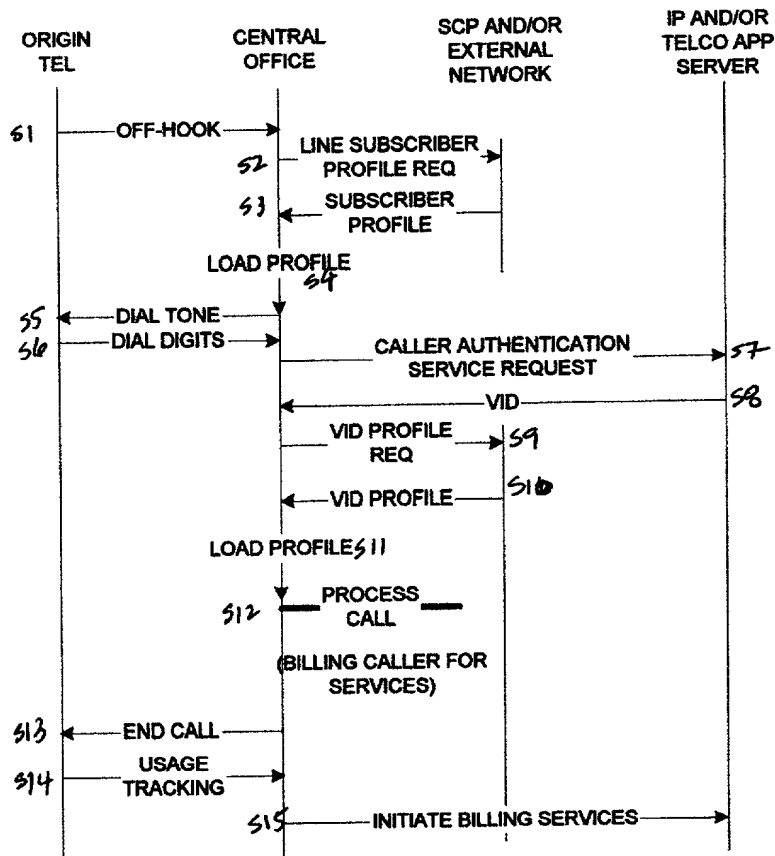 ORIGIN
TEL
CENTRAL
OFFICE
SCP AND/OR
EXTERNAL
NETWORK
IP AND/OR
TELCO APP
SERVER
S1 OFF-HOOK
S2 LINE SUBSCRIBER
PROFILE REQ
S3 SUBSCRIBER
PROFILE
LOAD PROFILE
S4
S5 DIAL TONE
S6 DIAL DIGITS
CALLER AUTHENTICATION S7
SERVICE REQUEST
VID S8
VID PROFILE S9
REQ
VID PROFILE S10
LOAD PROFILE S11
S12 PROCESS
CALL
(BILLING CALLER FOR
SERVICES)
S13 END CALL
S14 USAGE
TRACKING
S15 INITIATE BILLING SERVICES